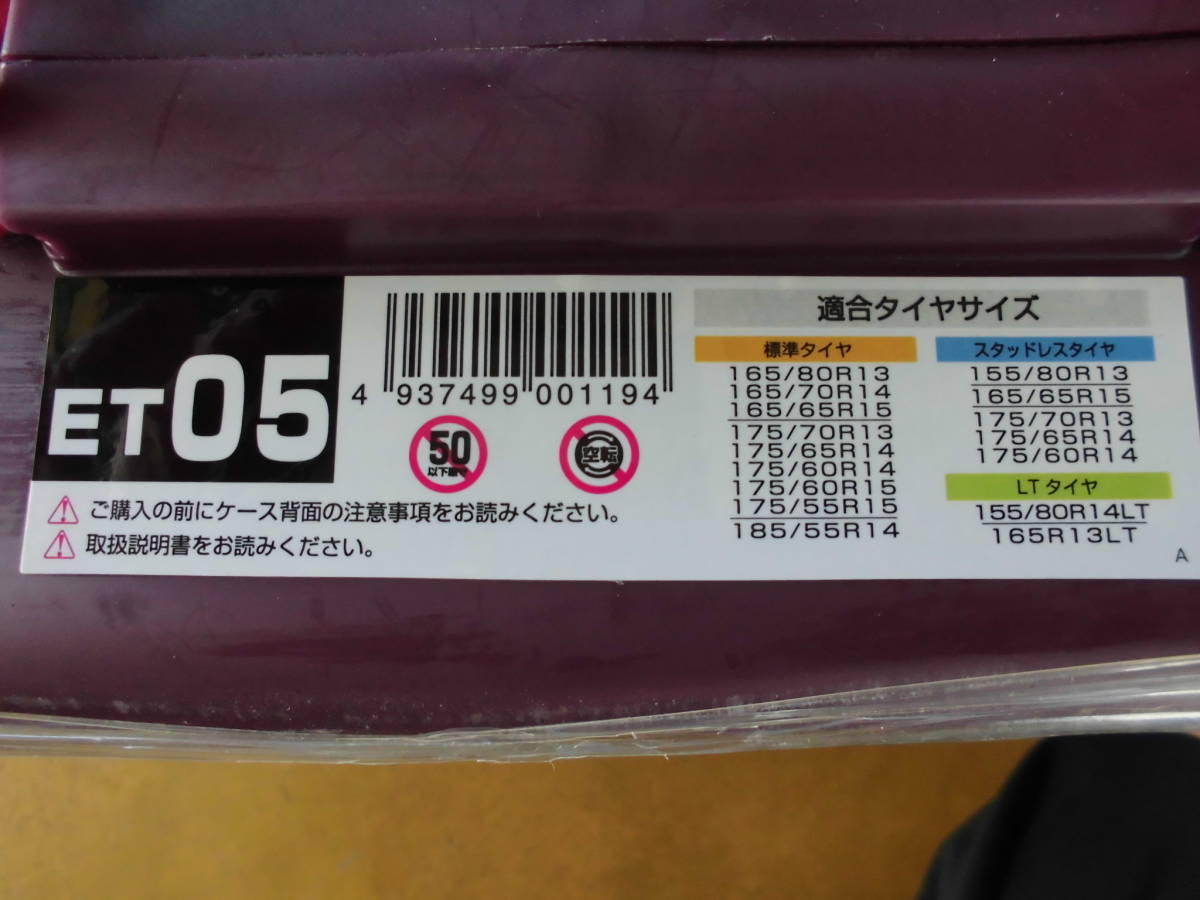 ET05
4 937499 001194
50
以下厳守
空転
ご購入の前にケース背面の注意事項をお読みください。
取扱説明書をお読みください。
適合タイヤサイズ
標準タイヤ
165/80R13
165/70R14
165/65R15
175/70R13
175/65R14
175/60R14
175/60R15
175/55R15
185/55R14
スタッドレスタイヤ
155/80R13
165/65R15
175/70R13
175/65R14
175/60R14
LTタイヤ
155/80R14LT
165R13LT
A